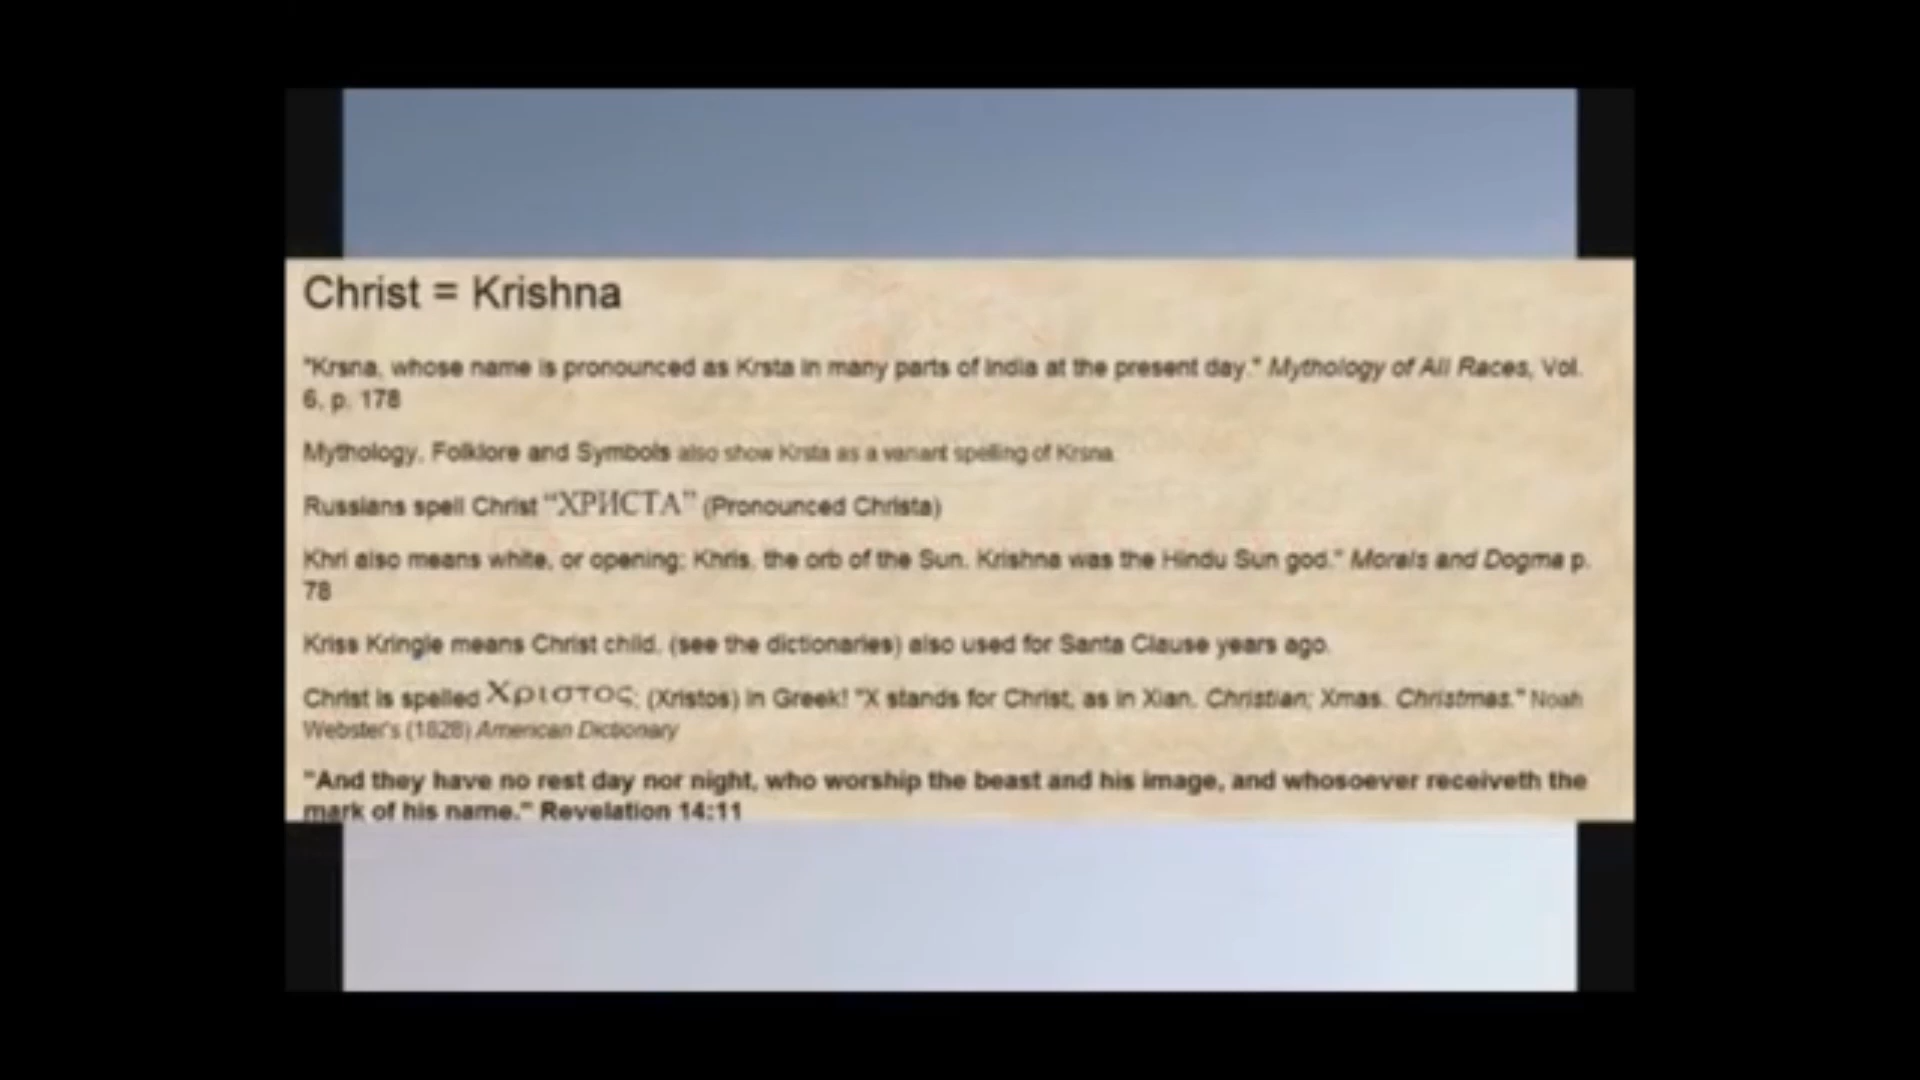 Christ = Krishna
"Krsna, whose name is pronounced as Krsta in many parts of India at the present day." Mythology of All Races, Vol.
6, p. 178
Mythology, Folklore and Symbols also show Krsta as a variant spelling of Krsna.
Russians spell Christ “ХРИСТА” (Pronounced Christa)
Khri also means white, or opening; Khris, the orb of the Sun. Krishna was the Hindu Sun god." Morals and Dogma p.
78
Kriss Kringle means Christ child, (see the dictionaries) also used for Santa Clause years ago.
Christ is spelled Χριστος; (Xristos) in Greek! "X stands for Christ, as in Xian, Christian; Xmas, Christmas." Noah
Webster's (1828) American Dictionary
"And they have no rest day nor night, who worship the beast and his image, and whosoever receiveth the
mark of his name." Revelation 14:11